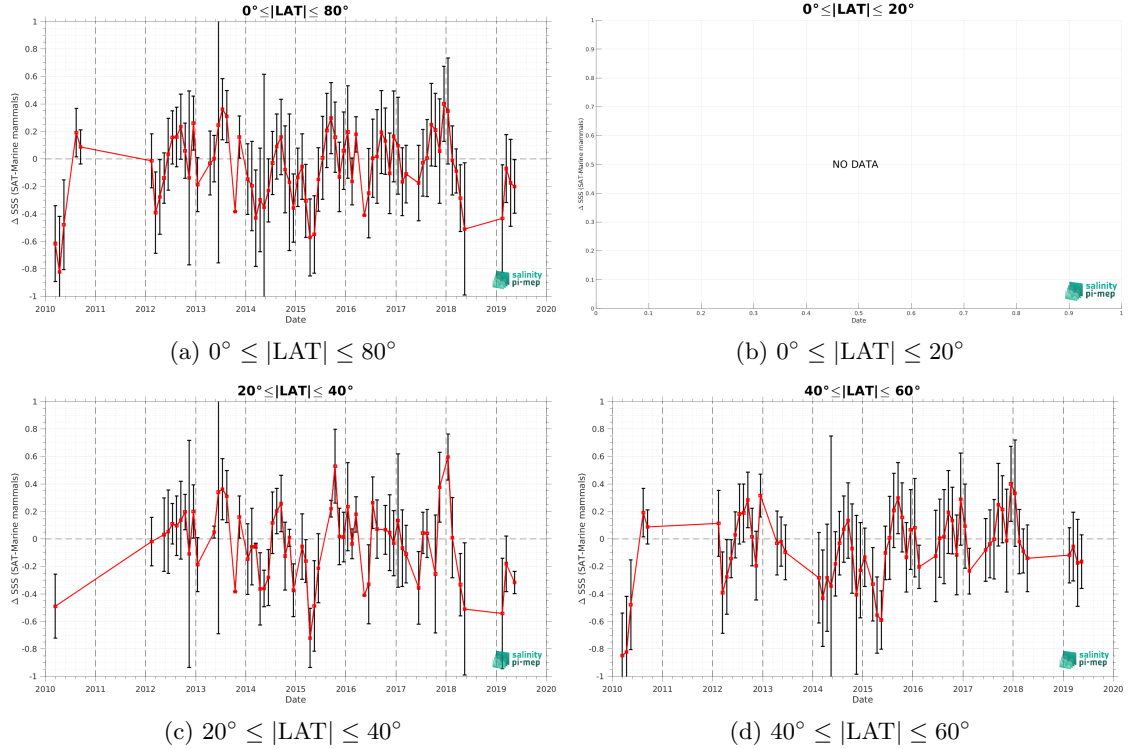 0°≤|LAT|≤ 80°
Δ SSS (SAT-Marine mammals)
1
0.8
0.6
0.4
0.2
0
-0.2
-0.4
-0.6
-0.8
-1
2010 2011 2012 2013 2014 2015 2016 2017 2018 2019 2020
Date
salinity
pi-mep
(a) 0° ≤ |LAT| ≤ 80°
0°≤|LAT|≤ 20°
Δ SSS (SAT-Marine mammals)
1
0.9
0.8
0.7
0.6
0.5
0.4
0.3
0.2
0.1
0
NO DATA
0 0.1 0.2 0.3 0.4 0.5 0.6 0.7 0.8 0.9 1
Date
salinity
pi-mep
(b) 0° ≤ |LAT| ≤ 20°
20°≤|LAT|≤ 40°
Δ SSS (SAT-Marine mammals)
1
0.8
0.6
0.4
0.2
0
-0.2
-0.4
-0.6
-0.8
-1
2010 2011 2012 2013 2014 2015 2016 2017 2018 2019 2020
Date
salinity
pi-mep
(c) 20° ≤ |LAT| ≤ 40°
40°≤|LAT|≤ 60°
Δ SSS (SAT-Marine mammals)
1
0.8
0.6
0.4
0.2
0
-0.2
-0.4
-0.6
-0.8
-1
2010 2011 2012 2013 2014 2015 2016 2017 2018 2019 2020
Date
salinity
pi-mep
(d) 40° ≤ |LAT| ≤ 60°